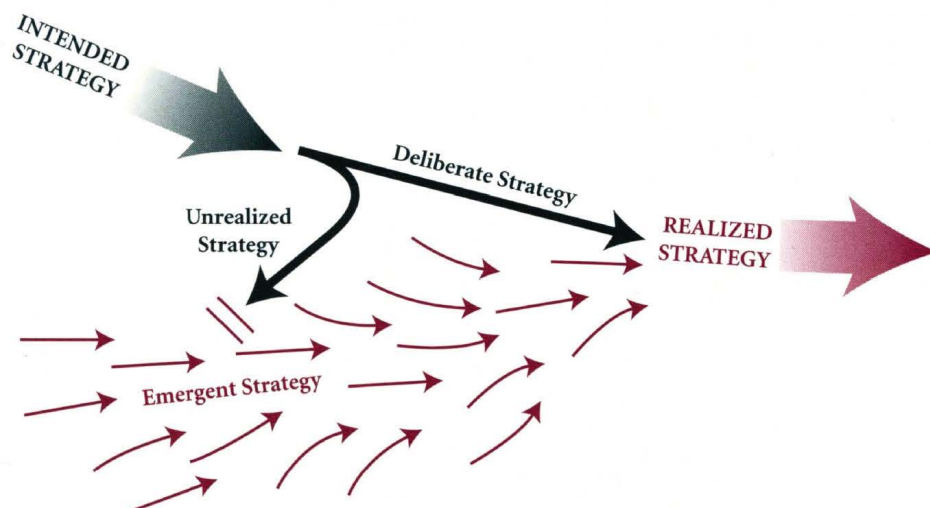 INTENDED
STRATEGY
Deliberate Strategy
Unrealized
Strategy
REALIZED
STRATEGY
Emergent Strategy